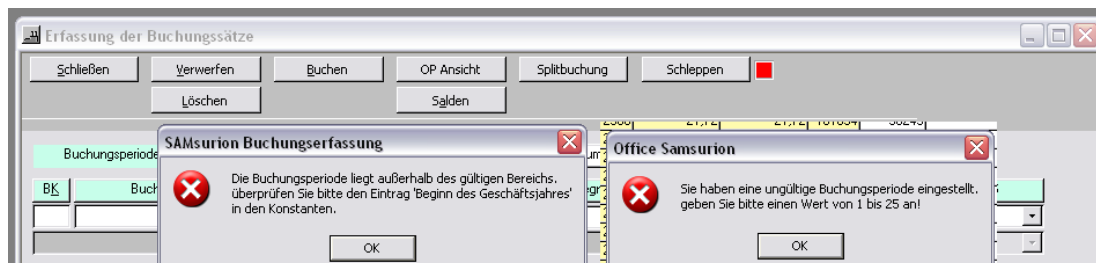 Erfassung der Buchungssätze
Schließen Verwerfen Buchen OP Ansicht Splitbuchung Schleppen
Löschen Salden
SAMsurion Buchungserfassung
Office Samsurion
Buchungsperiode
Die Buchungsperiode liegt außerhalb des gültigen Bereichs.
überprüfen Sie bitte den Eintrag 'Beginn des Geschäftsjahres'
in den Konstanten.
OK
Sie haben eine ungültige Buchungsperiode eingestellt.
geben Sie bitte einen Wert von 1 bis 25 an!
OK
BK Buch